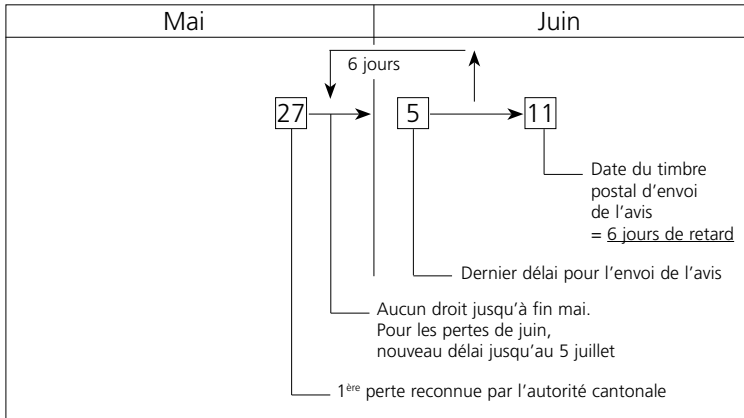 Mai
Juin
6 jours
27
5
11
Date du timbre
postal d'envoi
de l'avis
= 6 jours de retard
Dernier délai pour l'envoi de l'avis
Aucun droit jusqu'à fin mai.
Pour les pertes de juin,
nouveau délai jusqu'au 5 juillet
1ère perte reconnue par l'autorité cantonale